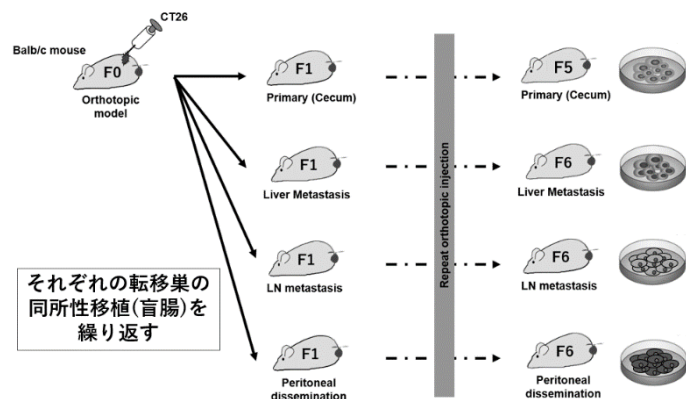 CT26
Balb/c mouse
F0
Orthotopic
model
F1
Primary (Cecum)
F5
Primary (Cecum)
F1
Liver Metastasis
F6
Liver Metastasis
Repeat orthotopic injection
F1
LN metastasis
F6
LN metastasis
それぞれの転移巣の
同所性移植(盲腸)を
繰り返す
F1
Peritoneal
dissemination
F6
Peritoneal
dissemination